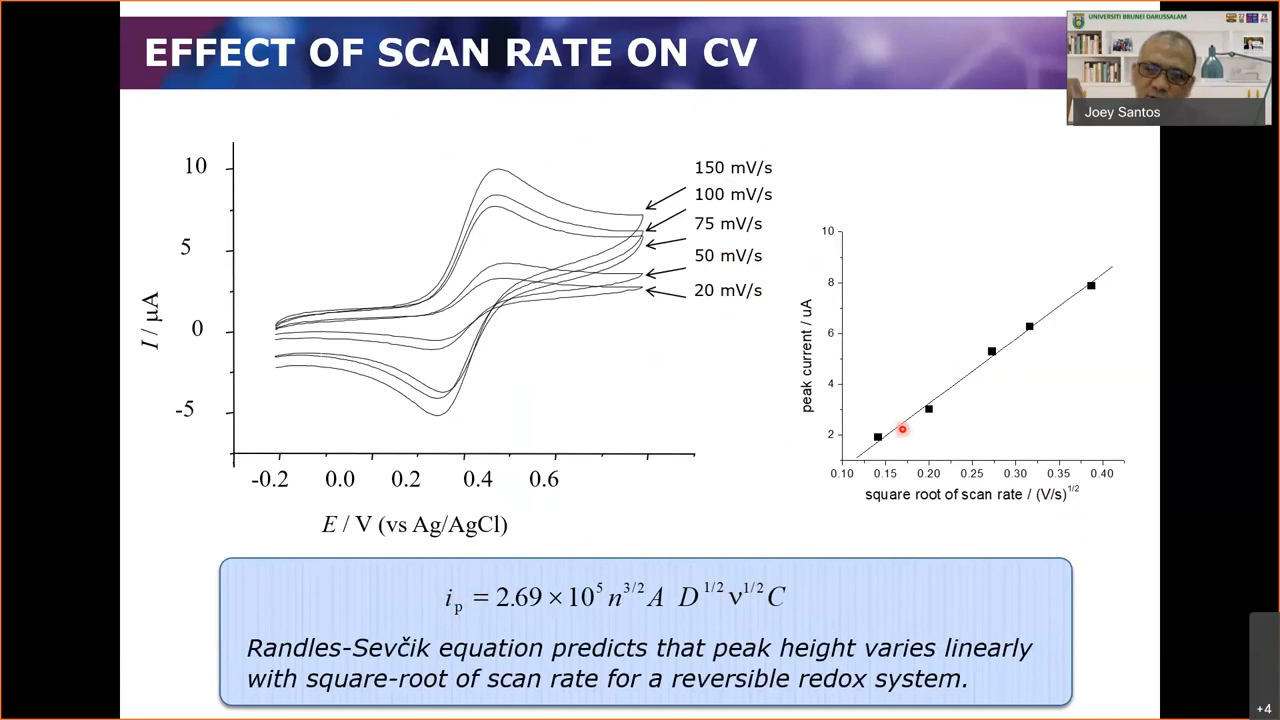 EFFECT OF SCAN RATE ON CV
UNIVERSITI BRUNEI DARUSSALAM
Joey Santos
10
5
0
-5
I / µA
-0.2 0.0 0.2 0.4 0.6
E / V (vs Ag/AgCl)
150 mV/s
100 mV/s
75 mV/s
50 mV/s
20 mV/s
10
8
6
4
2
peak current / uA
0.10 0.15 0.20 0.25 0.30 0.35 0.40
square root of scan rate / (V/s)^1/2
i_p = 2.69 × 10^5 n^3/2 A D^1/2 ν^1/2 C
Randles-Sevčik equation predicts that peak height varies linearly
with square-root of scan rate for a reversible redox system.
+4